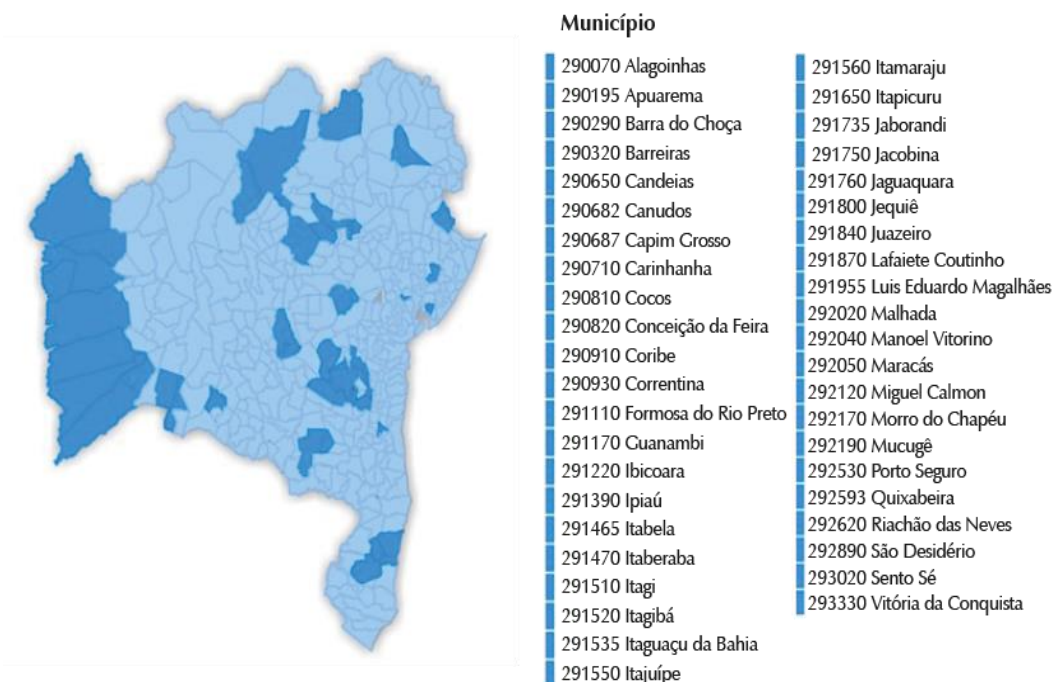 Município
290070 Alagoinhas
290195 Apuarema
290290 Barra do Choça
290320 Barreiras
290650 Candeias
290682 Canudos
290687 Capim Grosso
290710 Carinhanha
290810 Cocos
290820 Conceição da Feira
290910 Coribe
290930 Correntina
291110 Formosa do Rio Preto
291170 Guanambi
291220 Ibicoara
291390 Ipiaú
291465 Itabela
291470 Itaberaba
291510 Itagi
291520 Itagibá
291535 Itaguaçu da Bahia
291550 Itajuípe
291560 Itamaraju
291650 Itapicuru
291735 Jaborandi
291750 Jacobina
291760 Jaguaquara
291800 Jequiê
291840 Juazeiro
291870 Lafaiete Coutinho
291955 Luis Eduardo Magalhães
292020 Malhada
292040 Manoel Vitorino
292050 Maracás
292120 Miguel Calmon
292170 Morro do Chapéu
292190 Mucugê
292530 Porto Seguro
292593 Quixabeira
292620 Riachão das Neves
292890 São Desidério
293020 Sento Sé
293330 Vitória da Conquista